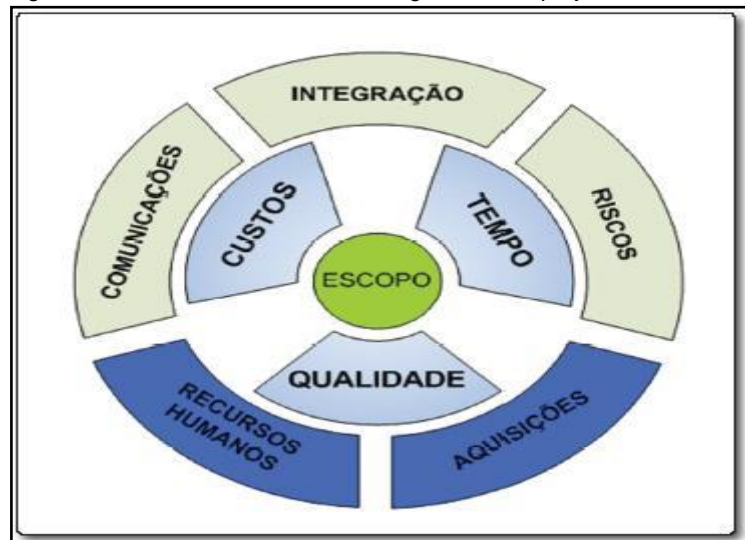 INTEGRAÇÃO
COMUNICAÇÕES
CUSTOS
TEMPO
RISCOS
ESCOPO
QUALIDADE
RECURSOS
HUMANOS
AQUISIÇÕES